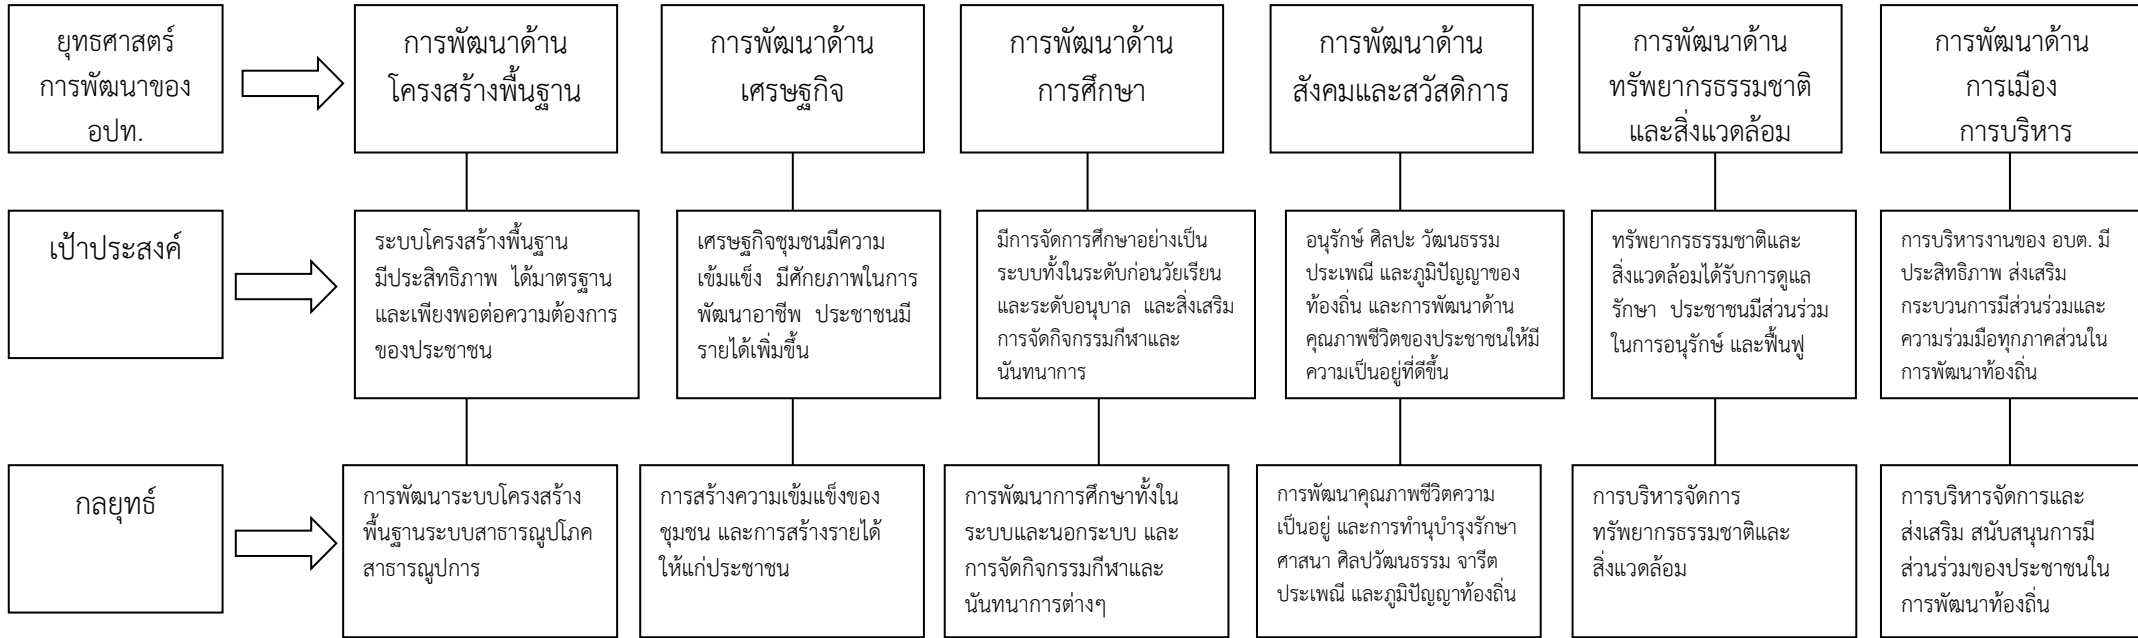 ยุทธศาสตร์
การพัฒนาของ
อปท.
การพัฒนาด้าน
โครงสร้างพื้นฐาน
การพัฒนาด้าน
เศรษฐกิจ
การพัฒนาด้าน
การศึกษา
การพัฒนาด้าน
สังคมและสวัสดิการ
การพัฒนาด้าน
ทรัพยากรธรรมชาติ
และสิ่งแวดล้อม
การพัฒนาด้าน
การเมือง
การบริหาร
เป้าประสงค์
ระบบโครงสร้างพื้นฐาน
มีประสิทธิภาพ ได้มาตรฐาน
และเพียงพอต่อความต้องการ
ของประชาชน
เศรษฐกิจชุมชนมีความ
เข้มแข็ง มีศักยภาพในการ
พัฒนาอาชีพ ประชาชนมี
รายได้เพิ่มขึ้น
มีการจัดการศึกษาอย่างเป็น
ระบบทั้งในระดับก่อนวัยเรียน
และระดับอนุบาล และสิ่งเสริม
การจัดกิจกรรมกีฬาและ
นันทนาการ
อนุรักษ์ ศิลปะ วัฒนธรรม
ประเพณี และภูมิปัญญาของ
ท้องถิ่น และการพัฒนาด้าน
คุณภาพชีวิตของประชาชนให้มี
ความเป็นอยู่ที่ดีขึ้น
ทรัพยากรธรรมชาติและ
สิ่งแวดล้อมได้รับการดูแล
รักษา ประชาชนมีส่วนร่วม
ในการอนุรักษ์ และฟื้นฟู
การบริหารงานของ อบต. มี
ประสิทธิภาพ ส่งเสริม
กระบวนการมีส่วนร่วมและ
ความร่วมมือทุกภาคส่วนใน
การพัฒนาท้องถิ่น
กลยุทธ์
การพัฒนาระบบโครงสร้าง
พื้นฐานระบบสาธารณูปโภค
สาธารณูปการ
การสร้างความเข้มแข็งของ
ชุมชน และการสร้างรายได้
ให้แก่ประชาชน
การพัฒนาการศึกษาทั้งใน
ระบบและนอกระบบ และ
การจัดกิจกรรมกีฬาและ
นันทนาการต่างๆ
การพัฒนาคุณภาพชีวิตความ
เป็นอยู่ และการทำนุบำรุงรักษา
ศาสนา ศิลปวัฒนธรรม จารีต
ประเพณี และภูมิปัญญาท้องถิ่น
การบริหารจัดการ
ทรัพยากรธรรมชาติและ
สิ่งแวดล้อม
การบริหารจัดการและ
ส่งเสริม สนับสนุนการมี
ส่วนร่วมของประชาชนใน
การพัฒนาท้องถิ่น